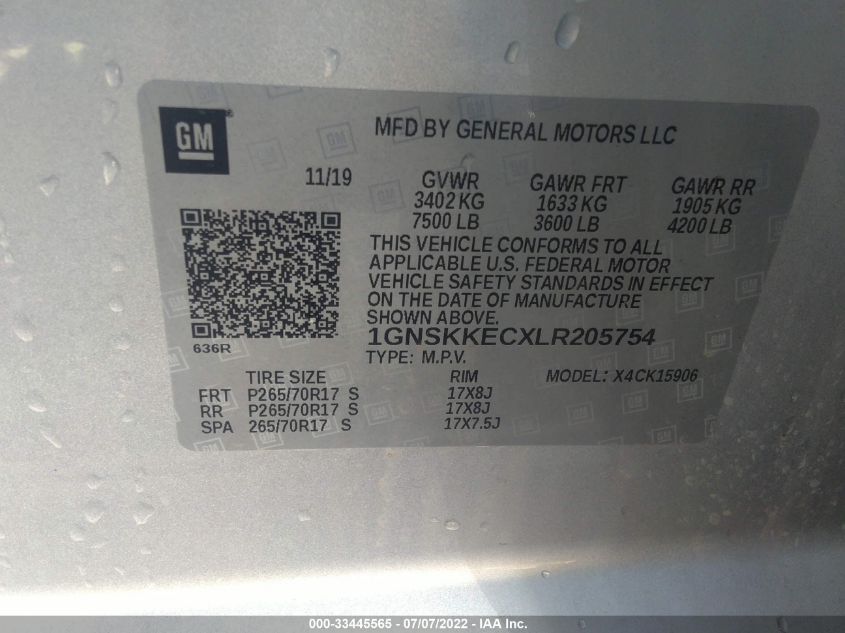 GM
MFD BY GENERAL MOTORS LLC
11/19
GVWR GAWR FRT GAWR RR
3402 KG 1633 KG 1905 KG
7500 LB 3600 LB 4200 LB
THIS VEHICLE CONFORMS TO ALL
APPLICABLE U.S. FEDERAL MOTOR
VEHICLE SAFETY STANDARDS IN EFFECT
ON THE DATE OF MANUFACTURE
SHOWN ABOVE.
1GNSKKECXLR205754
636R
TYPE: M.P.V.
TIRE SIZE RIM MODEL: X4CK15906
FRT P265/70R17 S 17X8J
RR P265/70R17 S 17X8J
SPA 265/70R17 S 17X7.5J
000-33445565 - 07/07/2022 - IAA Inc.